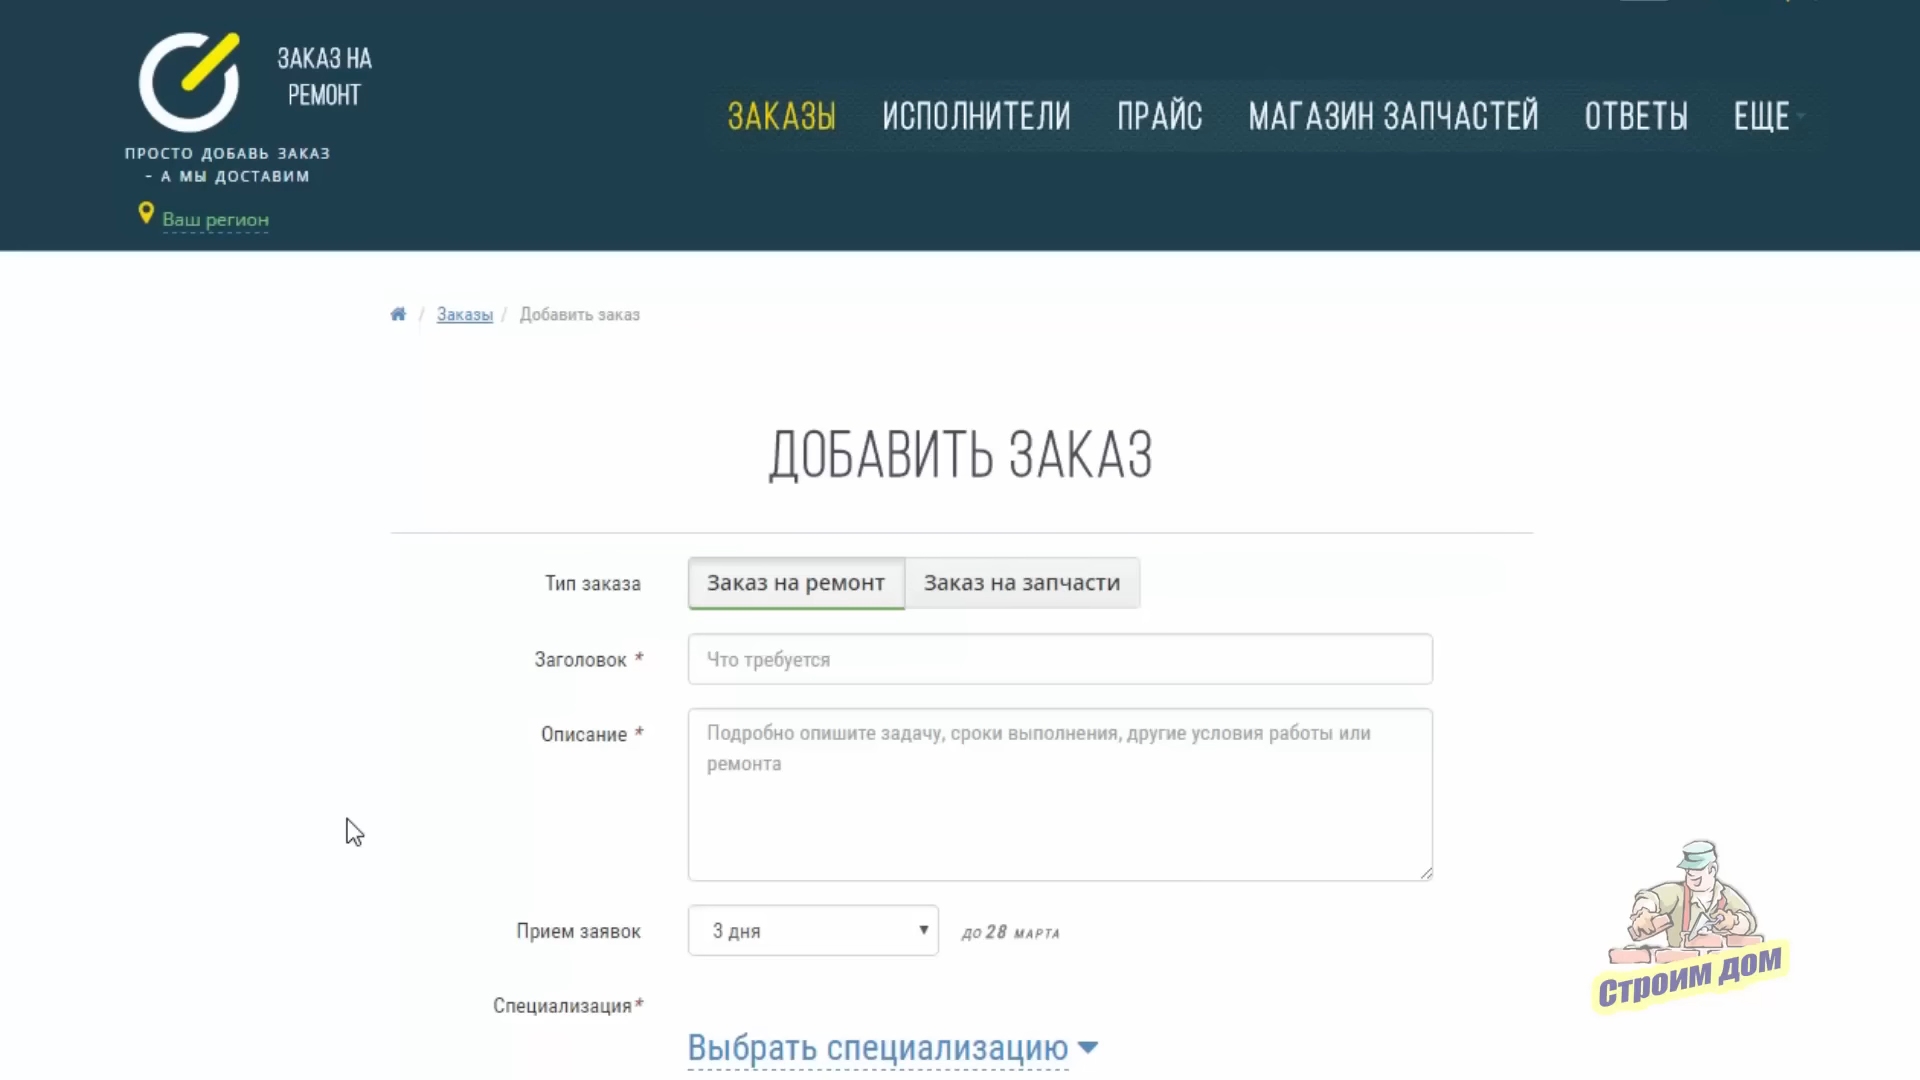 ЗАКАЗ НА
РЕМОНТ
ПРОСТО ДОБАВЬ ЗАКАЗ
- А МЫ ДОСТАВИМ
Ваш регион
ЗАКАЗЫ ИСПОЛНИТЕЛИ ПРАЙС МАГАЗИН ЗАПЧАСТЕЙ ОТВЕТЫ ЕЩЕ
/ Заказы / Добавить заказ
ДОБАВИТЬ ЗАКАЗ
Тип заказа Заказ на ремонт Заказ на запчасти
Заголовок * Что требуется
Описание * Подробно опишите задачу, сроки выполнения, другие условия работы или
ремонта
Прием заявок 3 дня ДО 28 МАРТА
Специализация*
Выбрать специализацию
Строим дом